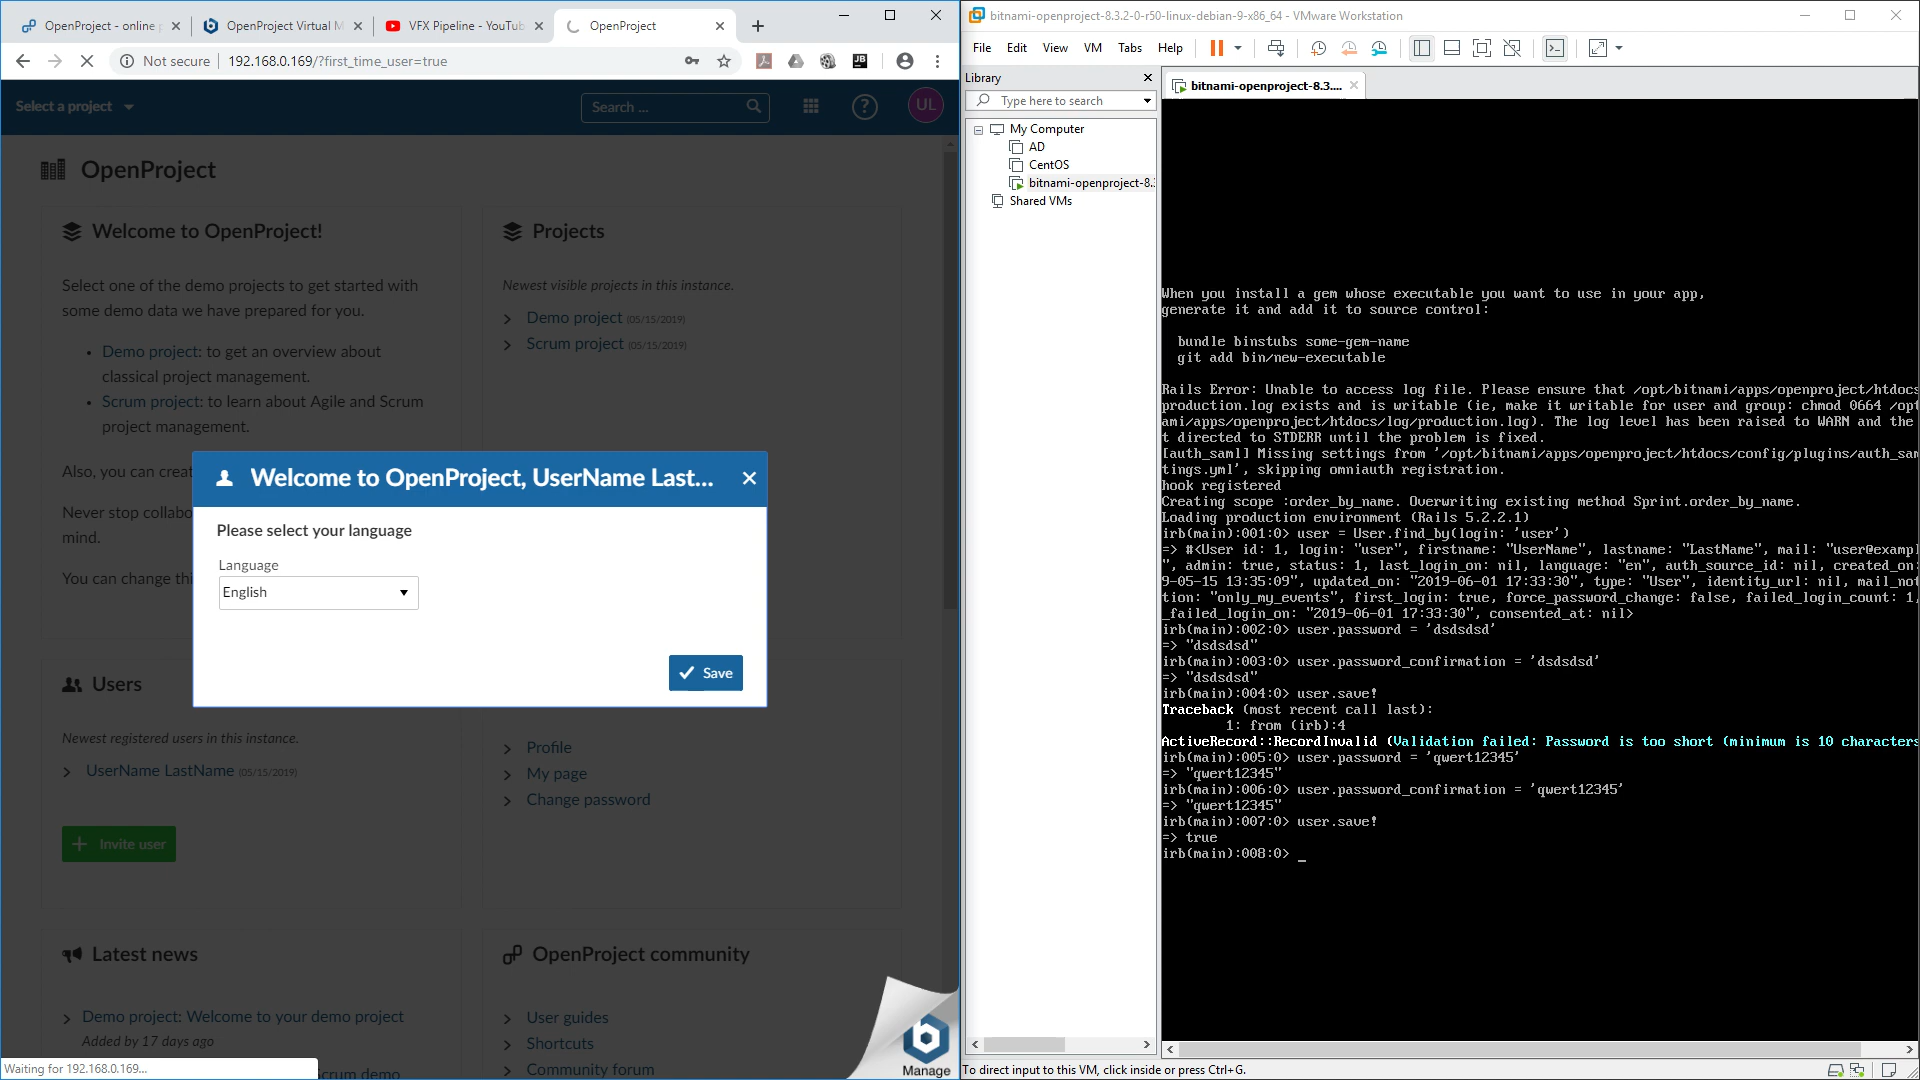 OpenProject - online p
OpenProject Virtual M
VFX Pipeline - YouTub
OpenProject
Not secure
192.168.0.169/?first_time_user=true
Select a project
Search ...
?
UL
OpenProject
Welcome to OpenProject!
Select one of the demo projects to get started with
some demo data we have prepared for you.
Demo project: to get an overview about
classical project management.
Scrum project: to learn about Agile and Scrum
project management.
Also, you can creat
Never stop collabo
mind.
You can change thi
Projects
Newest visible projects in this instance.
Demo project (05/15/2019)
Scrum project (05/15/2019)
Welcome to OpenProject, UserName Last...
Please select your language
Language
English
Save
Users
Newest registered users in this instance.
UserName LastName (05/15/2019)
Invite user
Profile
My page
Change password
Latest news
Demo project: Welcome to your demo project
Added by 17 days ago
Scrum demo
OpenProject community
User guides
Shortcuts
Community forum
Manage
Waiting for 192.168.0.169...
bitnami-openproject-8.3.2-0-r50-linux-debian-9-x86_64 - VMware Workstation
File Edit View VM Tabs Help
Library
Type here to search
My Computer
AD
CentOS
bitnami-openproject-8.3
Shared VMs
bitnami-openproject-8.3....
When you install a gem whose executable you want to use in your app,
generate it and add it to source control:
bundle binstubs some-gem-name
git add bin/new-executable
Rails Error: Unable to access log file. Please ensure that /opt/bitnami/apps/openproject/htdocs
production.log exists and is writable (ie, make it writable for user and group: chmod 0664 /opt
ami/apps/openproject/htdocs/log/production.log). The log level has been raised to WARN and the
t directed to STDERR until the problem is fixed.
[auth_saml] Missing settings from '/opt/bitnami/apps/openproject/htdocs/config/plugins/auth_sam
tings.yml', skipping omniauth registration.
hook registered
Creating scope :order_by_name. Overwriting existing method Sprint.order_by_name.
Loading production environment (Rails 5.2.2.1)
irb(main):001:0> user = User.find_by(login: 'user')
=> #<User id: 1, login: "user", firstname: "UserName", lastname: "LastName", mail: "user@exampl
", admin: true, status: 1, last_login_on: nil, language: "en", auth_source_id: nil, created_on:
9-05-15 13:35:09", updated_on: "2019-06-01 17:33:30", type: "User", identity_url: nil, mail_not
tion: "only_my_events", first_login: true, force_password_change: false, failed_login_count: 1,
_failed_login_on: "2019-06-01 17:33:30", consented_at: nil>
irb(main):002:0> user.password = 'dsdsdsd'
=> "dsdsdsd"
irb(main):003:0> user.password_confirmation = 'dsdsdsd'
=> "dsdsdsd"
irb(main):004:0> user.save!
Traceback (most recent call last):
1: from (irb):4
ActiveRecord::RecordInvalid (Validation failed: Password is too short (minimum is 10 characters
irb(main):005:0> user.password = 'qwert12345'
=> "qwert12345"
irb(main):006:0> user.password_confirmation = 'qwert12345'
=> "qwert12345"
irb(main):007:0> user.save!
=> true
irb(main):008:0> _
To direct input to this VM, click inside or press Ctrl+G.